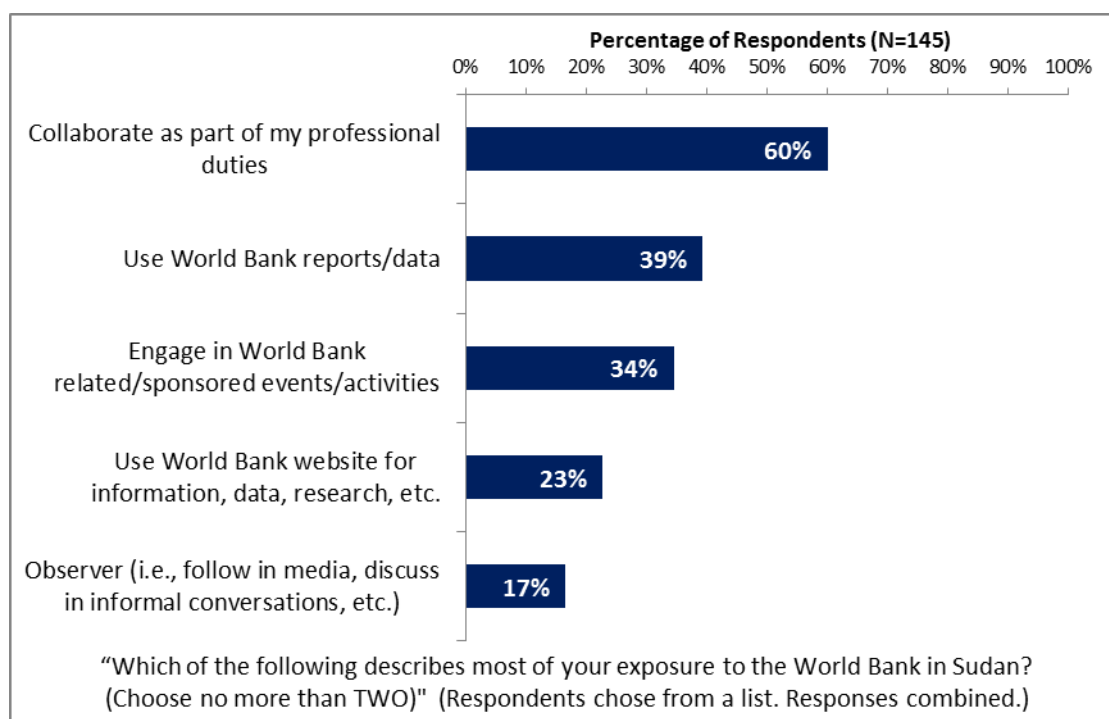 Percentage of Respondents (N=145)
0% 10% 20% 30% 40% 50% 60% 70% 80% 90% 100%
Collaborate as part of my professional
duties
60%
Use World Bank reports/data
39%
Engage in World Bank
related/sponsored events/activities
34%
Use World Bank website for
information, data, research, etc.
23%
Observer (i.e., follow in media, discuss
in informal conversations, etc.)
17%
“Which of the following describes most of your exposure to the World Bank in Sudan?
(Choose no more than TWO)" (Respondents chose from a list. Responses combined.)